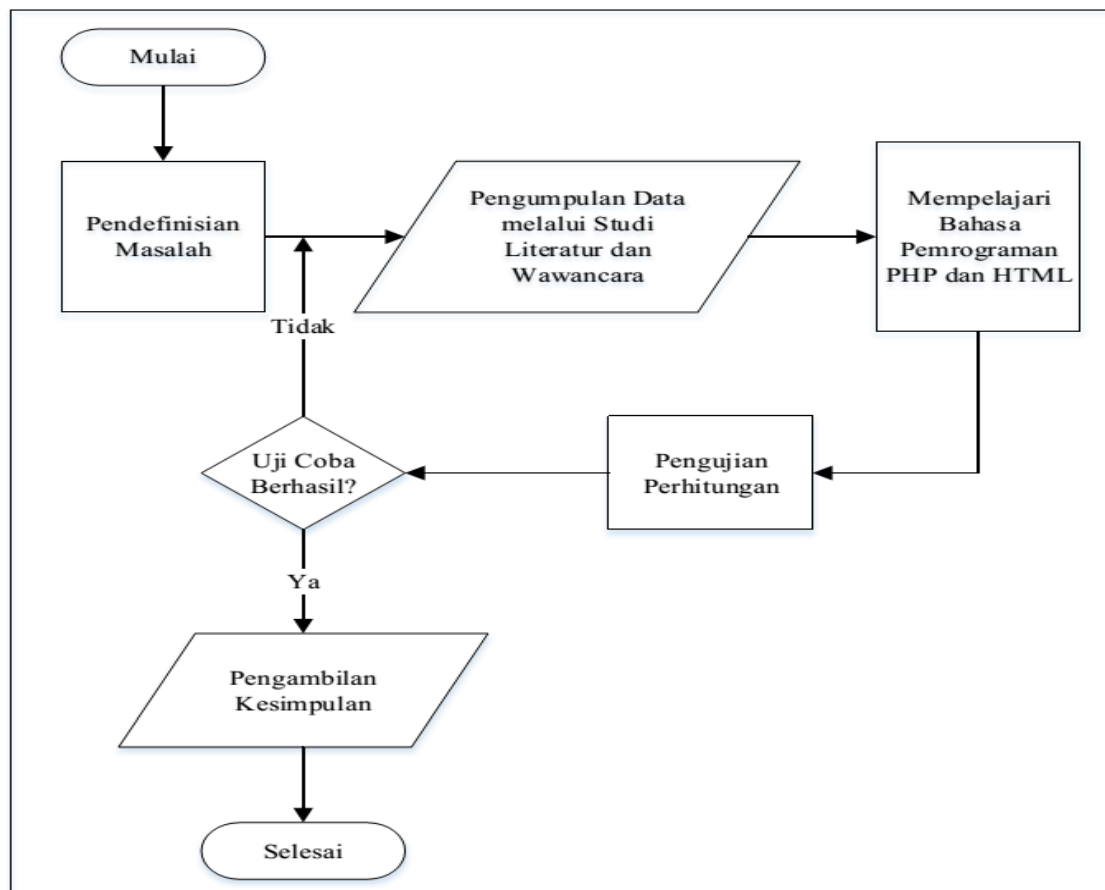 Mulai
Pendefinisian
Masalah
Pengumpulan Data
melalui Studi
Literatur dan
Wawancara
Mempelajari
Bahasa
Pemrograman
PHP dan HTML
Tidak
Uji Coba
Berhasil?
Pengujian
Perhitungan
Ya
Pengambilan
Kesimpulan
Selesai